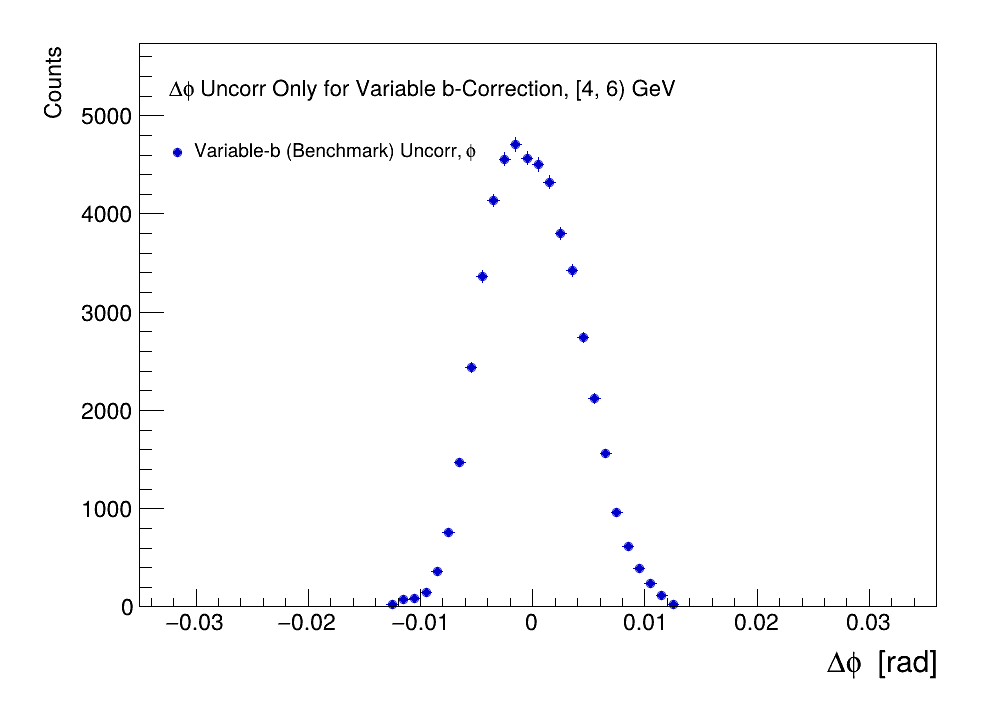 Counts
Δϕ Uncorr Only for Variable b-Correction, [4, 6) GeV
Variable-b (Benchmark) Uncorr, ϕ
5000
4000
3000
2000
1000
0
−0.03 −0.02 −0.01 0 0.01 0.02 0.03
Δϕ [rad]